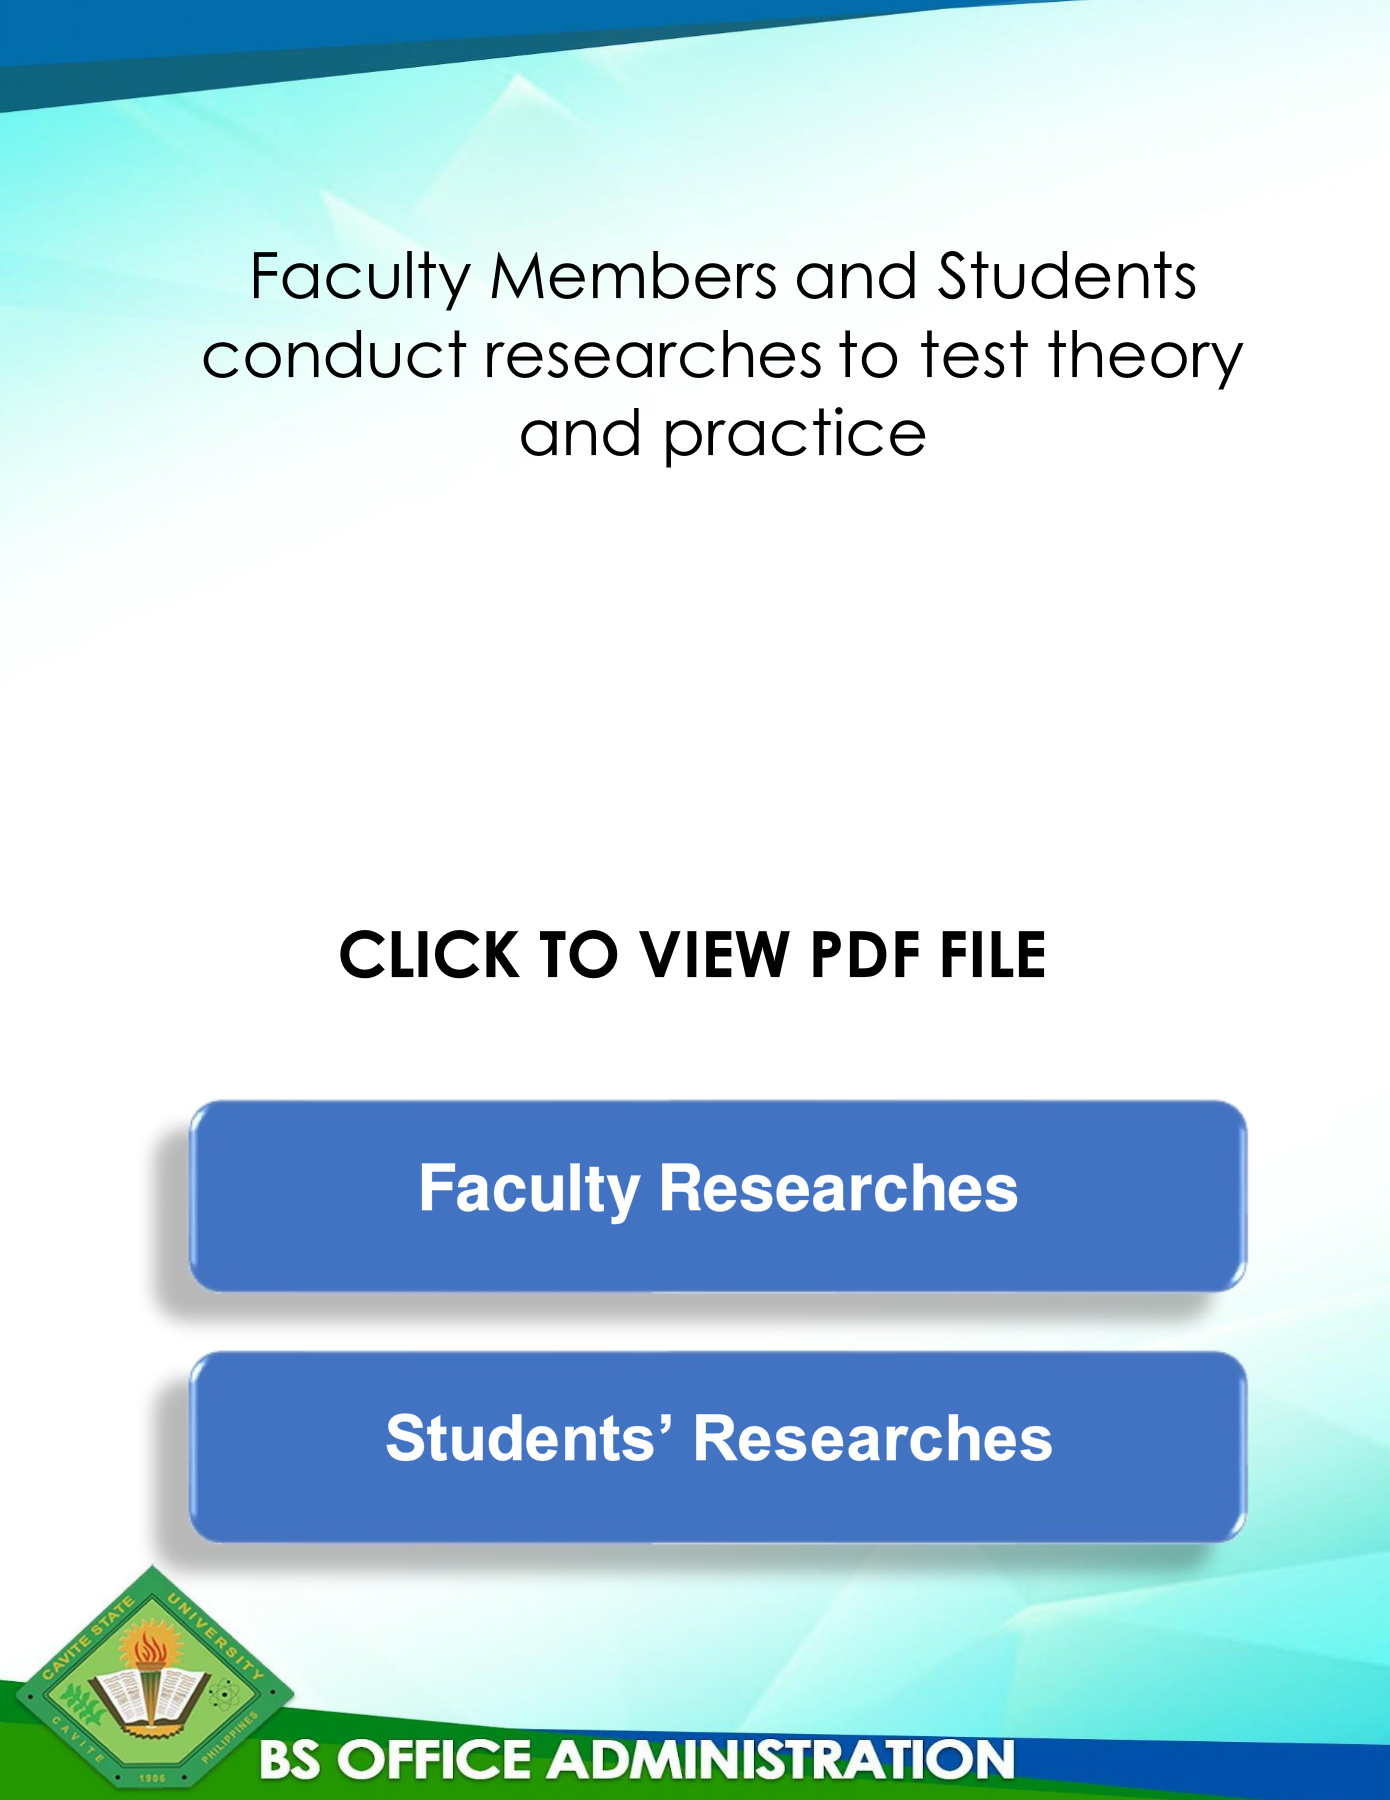 Faculty Members and Students
conduct researches to test theory
and practice
CLICK TO VIEW PDF FILE
Faculty Researches
Students’ Researches
CAVITE STATE
UNIVERSITY
CAVITE
PHILIPPINES
1906
BS OFFICE ADMINISTRATION